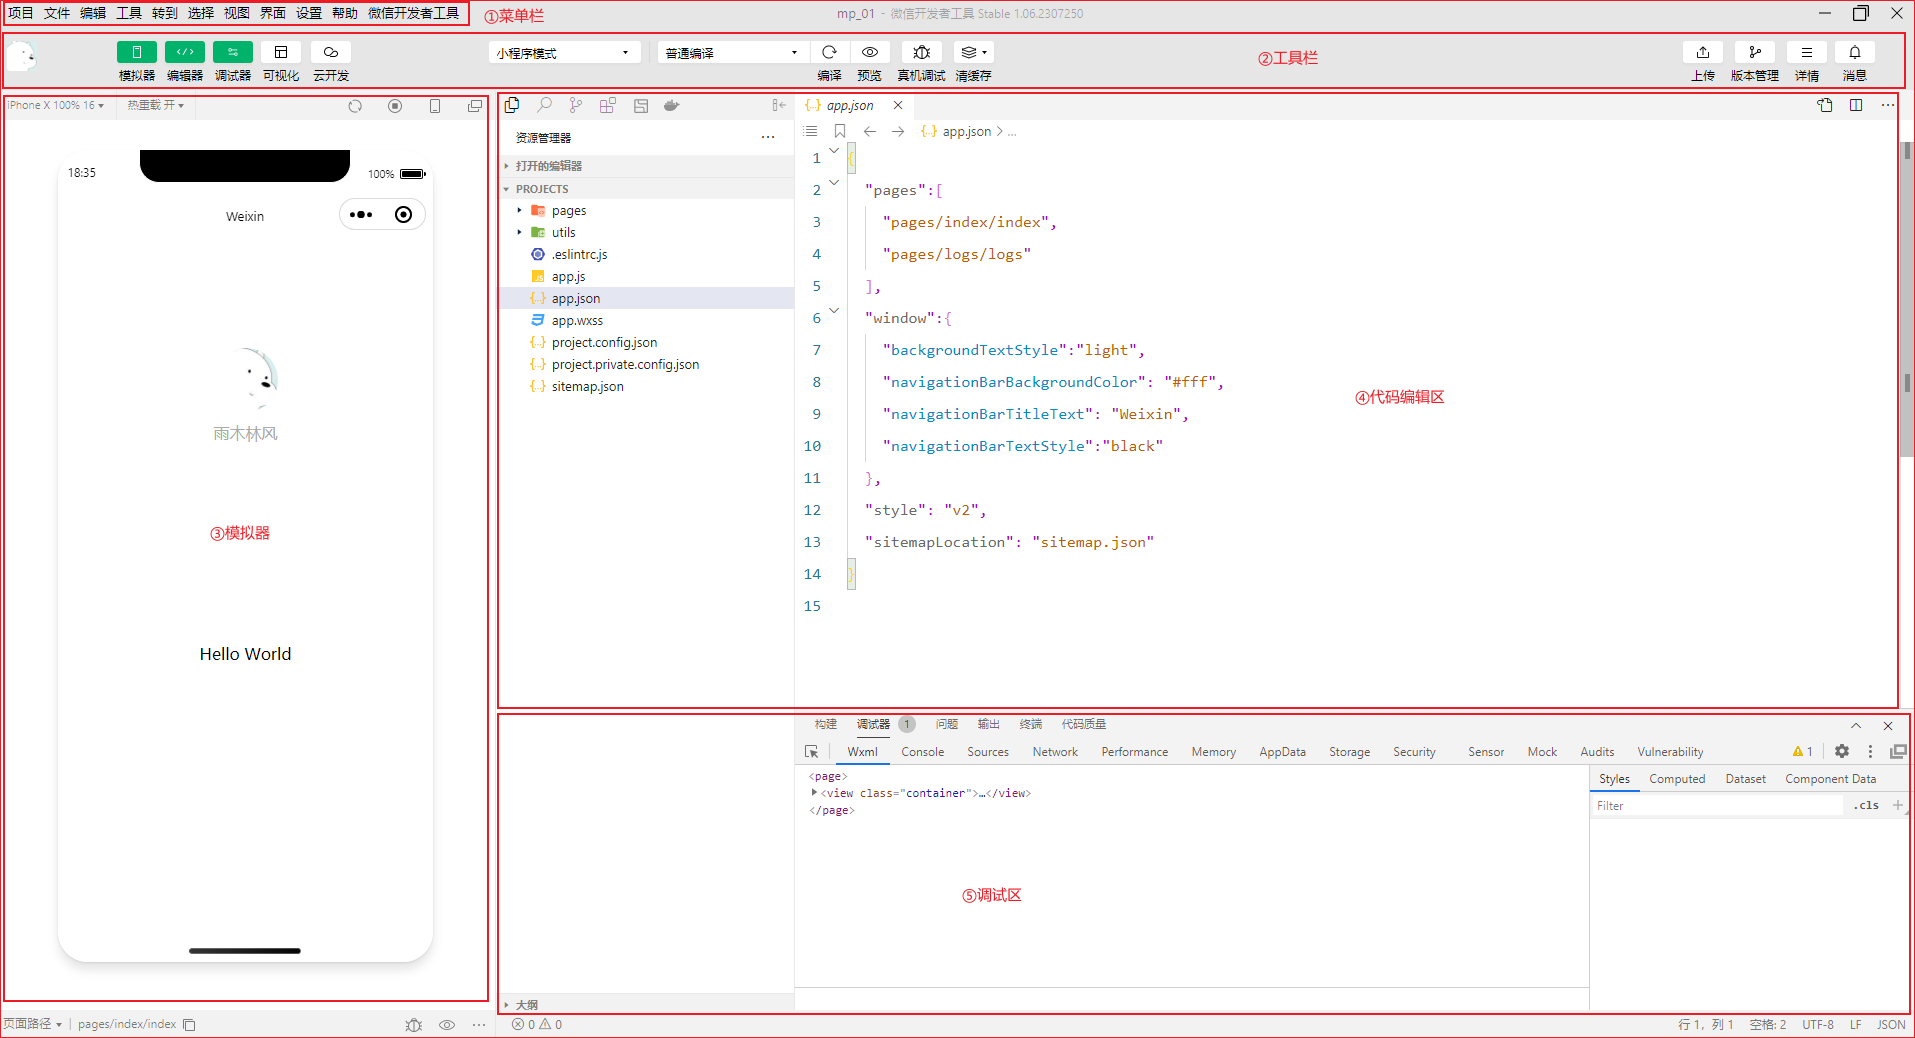 项目 文件 编辑 工具 转到 选择 视图 界面 设置 帮助 微信开发者工具
①菜单栏
mp_01 - 微信开发者工具 Stable 1.06.2307250
小程序模式
普通编译
模拟器 编辑器 调试器 可视化 云开发
编译 预览 真机调试 清缓存
②工具栏
上传 版本管理 详情 消息
iPhone X 100% 16
热重载 开
18:35
100%
Weixin
雨木林风
③模拟器
Hello World
页面路径 | pages/index/index
资源管理器
打开的编辑器
PROJECTS
pages
utils
.eslintrc.js
app.js
app.json
app.wxss
project.config.json
project.private.config.json
sitemap.json
大纲
app.json
app.json > ...
1 {
2 "pages":[
3 "pages/index/index",
4 "pages/logs/logs"
5 ],
6 "window":{
7 "backgroundTextStyle":"light",
8 "navigationBarBackgroundColor": "#fff",
9 "navigationBarTitleText": "Weixin",
10 "navigationBarTextStyle":"black"
11 },
12 "style": "v2",
13 "sitemapLocation": "sitemap.json"
14 }
15
④代码编辑区
构建 调试器 1 问题 输出 终端 代码质量
Wxml Console Sources Network Performance Memory AppData Storage Security Sensor Mock Audits Vulnerability 1
<page>
<view class="container">…</view>
</page>
⑤调试区
Styles Computed Dataset Component Data
Filter .cls +
0 0
行 1，列 1 空格: 2 UTF-8 LF JSON